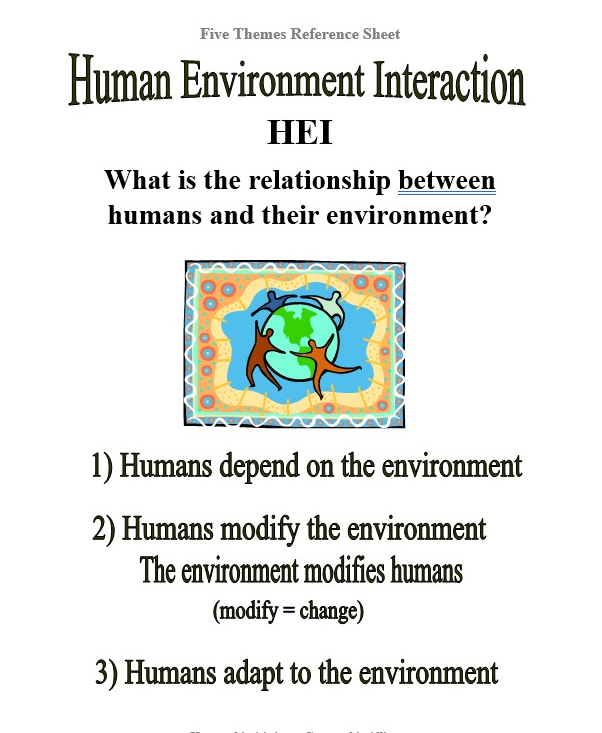 Five Themes Reference Sheet
Human Environment Interaction
HEI
What is the relationship between
humans and their environment?
1) Humans depend on the environment
2) Humans modify the environment
The environment modifies humans
(modify = change)
3) Humans adapt to the environment